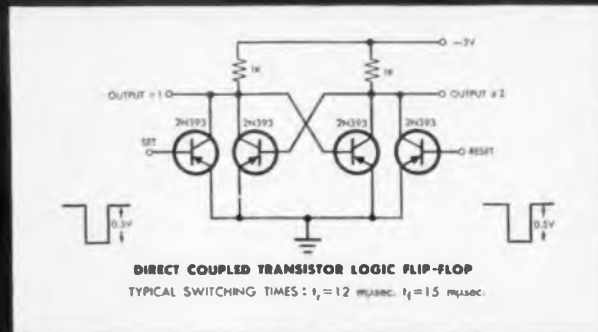 —3V
1K
1K
OUTPUT #1
OUTPUT #2
2N393
2N393
2N393
2N393
SET
RESET
0.5V
0.5V
DIRECT COUPLED TRANSISTOR LOGIC FLIP-FLOP
TYPICAL SWITCHING TIMES: tr=12 mμsec. tf=15 mμsec.